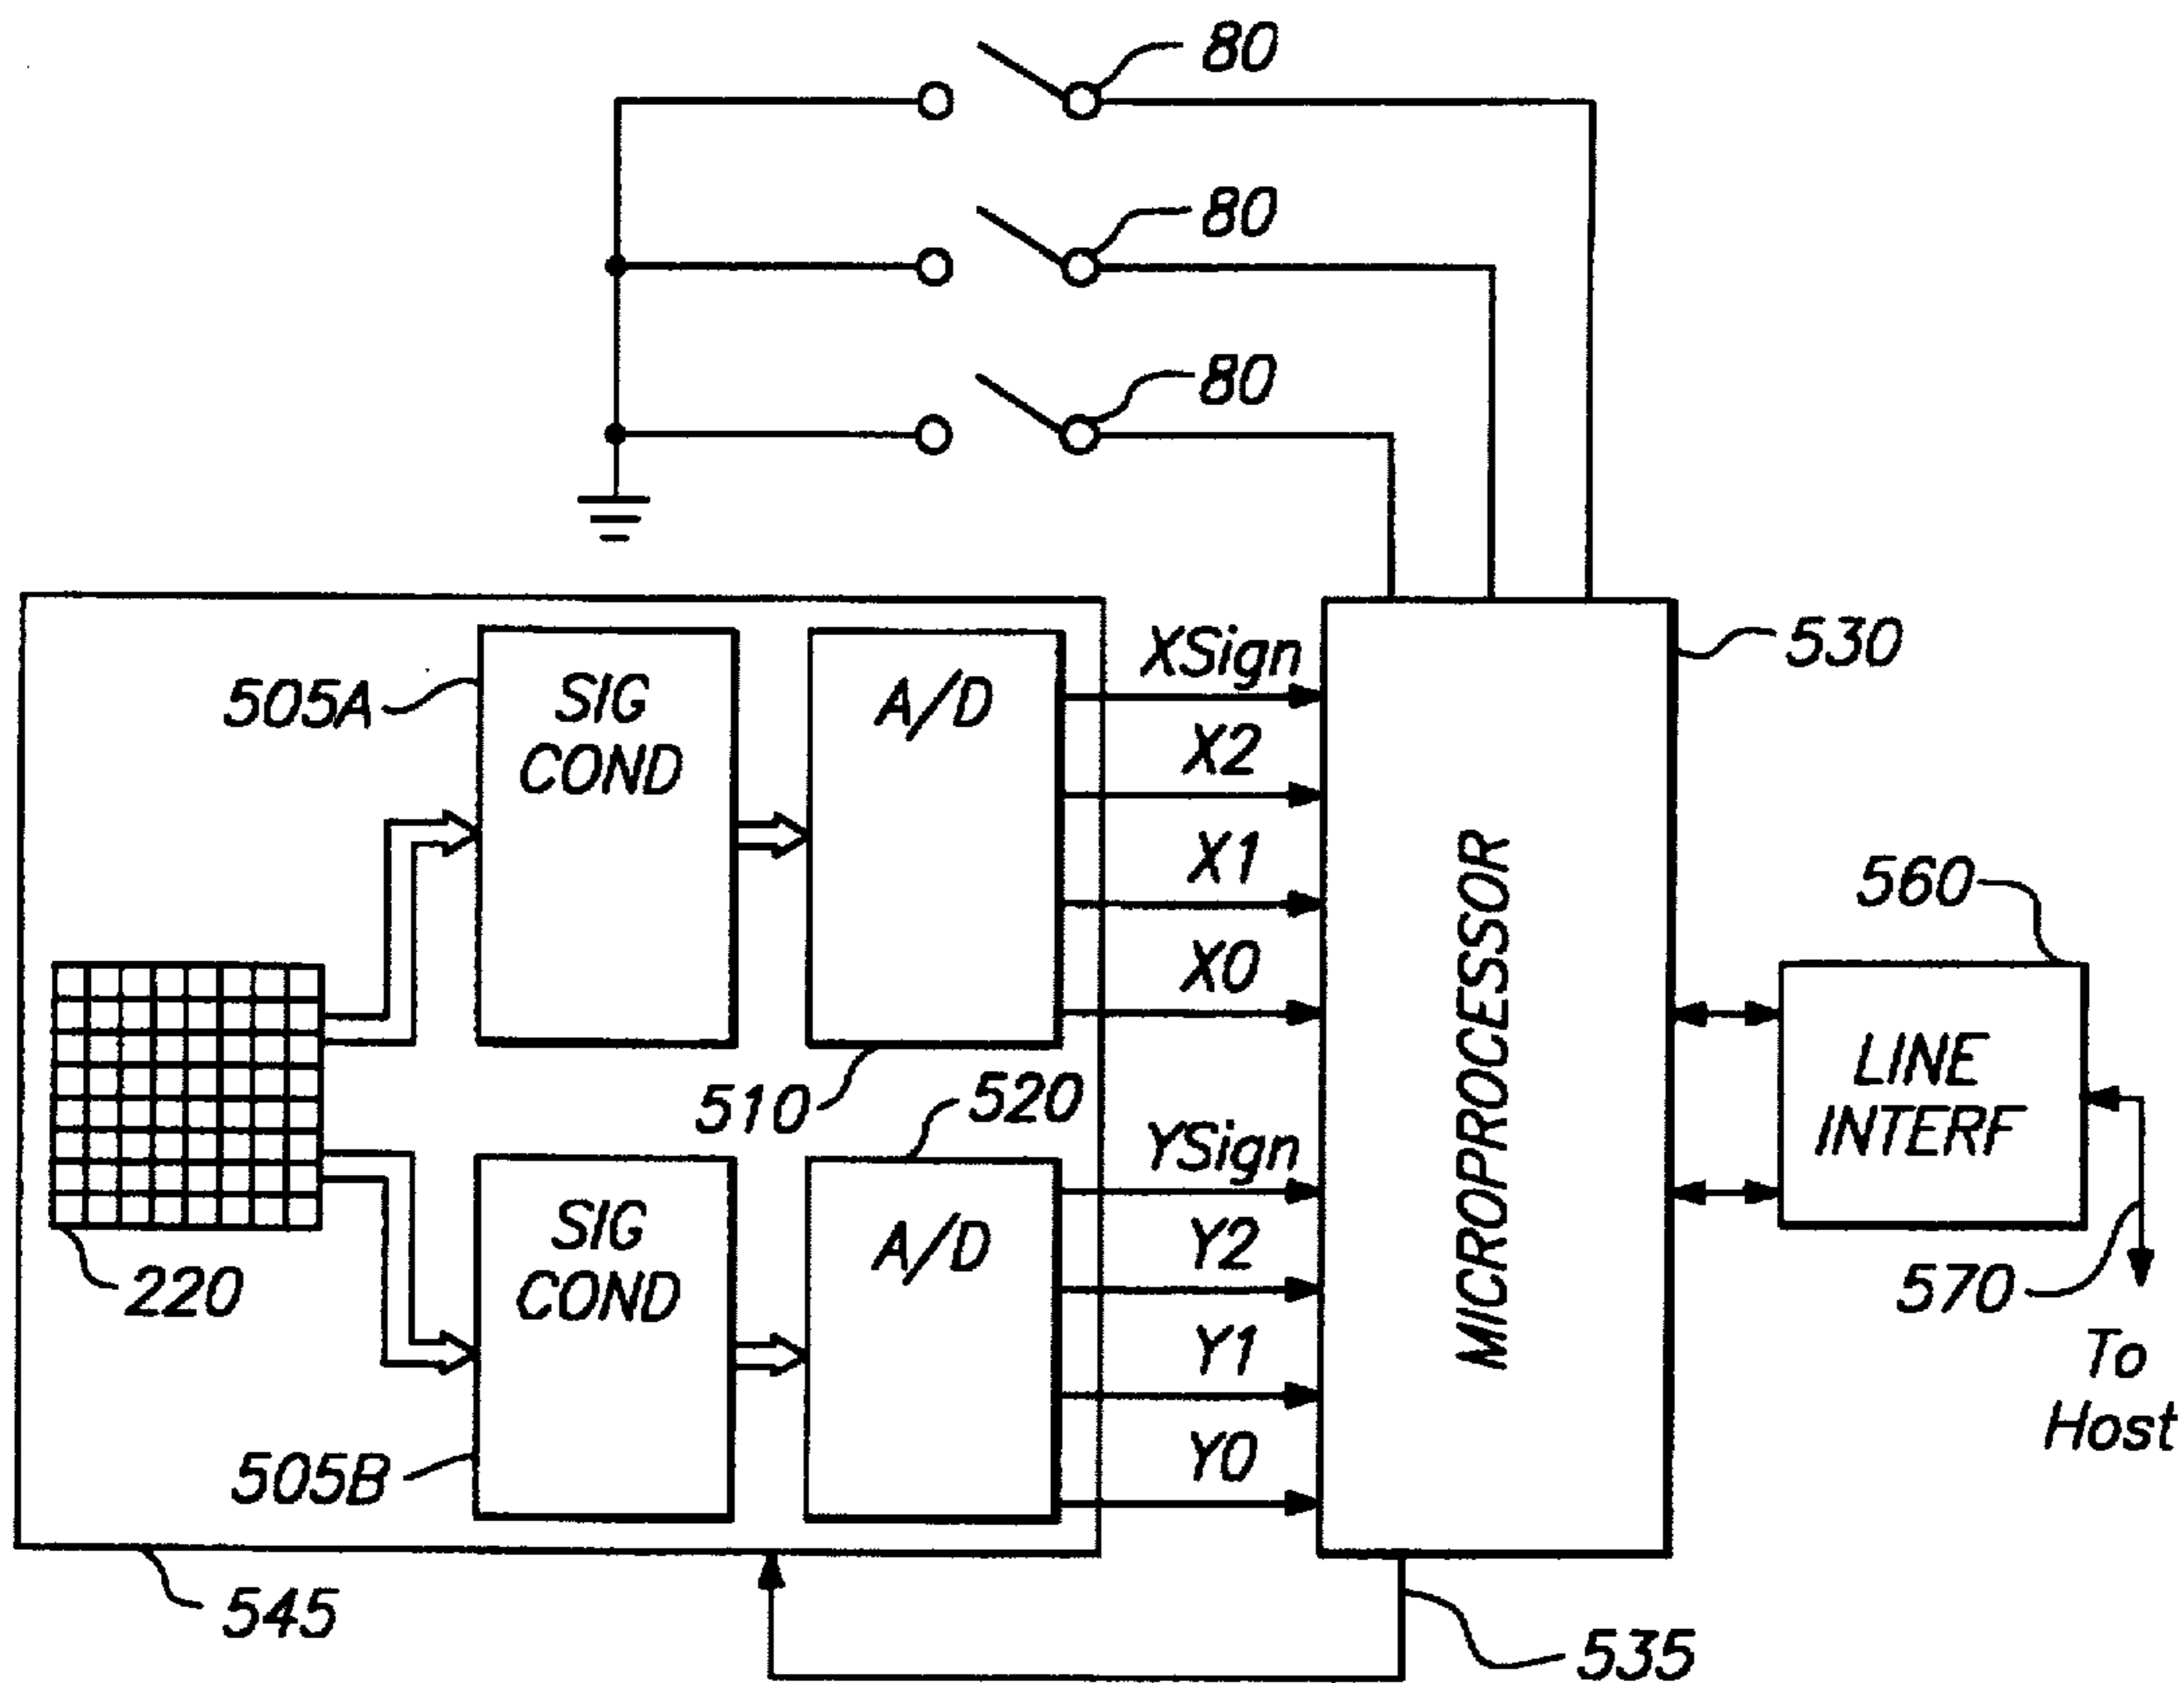 80
80
80
530
505A
SIG
COND
A/D
XSign
X2
X1
X0
510
520
220
505B
SIG
COND
A/D
YSign
Y2
Y1
Y0
MICROPROCESSOR
560
LINE
INTERF
570
To
Host
545
535